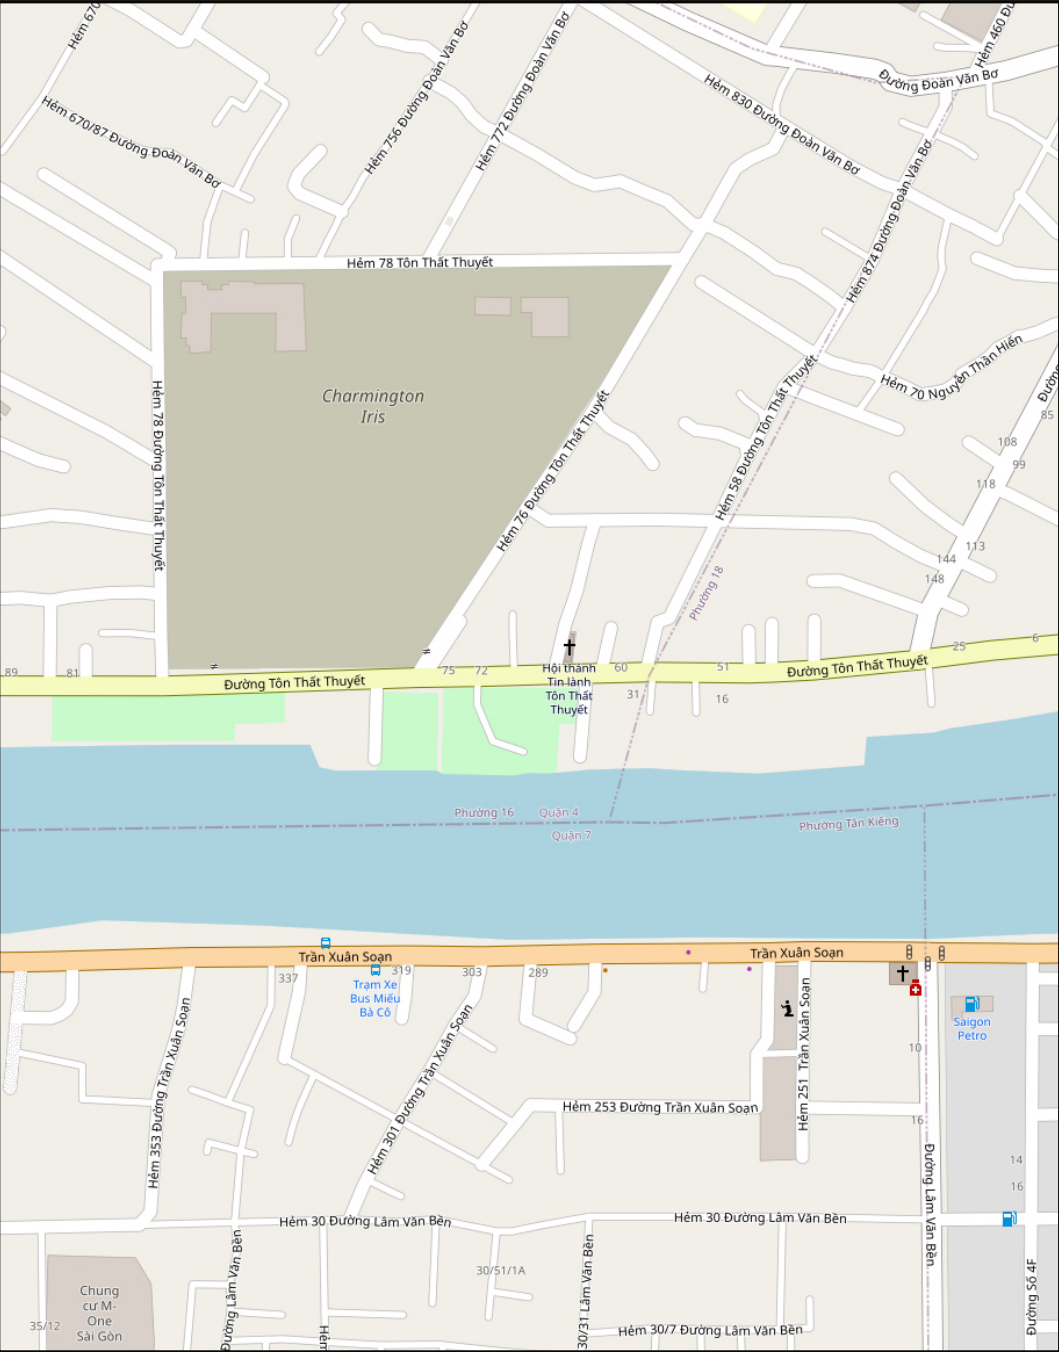 Hẻm 670
Hẻm 460 Đư
Đường Đoàn Văn Bơ
Hẻm 756 Đường Đoàn Văn Bơ
Hẻm 772 Đường Đoàn Văn Bơ
Hẻm 830 Đường Đoàn Văn Bơ
Hẻm 670/87 Đường Đoàn Văn Bơ
Hẻm 874 Đường Đoàn Văn Bơ
Hẻm 78 Tôn Thất Thuyết
Charmington
Iris
Hẻm 70 Nguyễn Thần Hiến
Đường
85
108
99
118
113
144
148
Hẻm 78 Đường Tôn Thất Thuyết
Hẻm 76 Đường Tôn Thất Thuyết
Hẻm 58 Đường Tôn Thất Thuyết
Phường 18
89
81
75
72
60
51
25
6
Đường Tôn Thất Thuyết
Đường Tôn Thất Thuyết
Hội thánh
Tin lành
Tôn Thất
Thuyết
31
16
Phường 16
Quận 4
Quận 7
Phường Tân Kiểng
Trần Xuân Soạn
Trần Xuân Soạn
337
319
303
289
Trạm Xe
Bus Miếu
Bà Cô
Saigon
Petro
10
16
14
16
Hẻm 353 Đường Trần Xuân Soạn
Hẻm 301 Đường Trần Xuân Soạn
Hẻm 253 Đường Trần Xuân Soạn
Hẻm 251 Trần Xuân Soạn
Đường Lâm Văn Bền
Hẻm 30 Đường Lâm Văn Bền
Hẻm 30 Đường Lâm Văn Bền
30/51/1A
Chung
cư M-
One
Sài Gòn
35/12
Đường Lâm Văn Bền
Hẻm
30/31 Lâm Văn Bền
Hẻm 30/7 Đường Lâm Văn Bền
Đường Số 4F